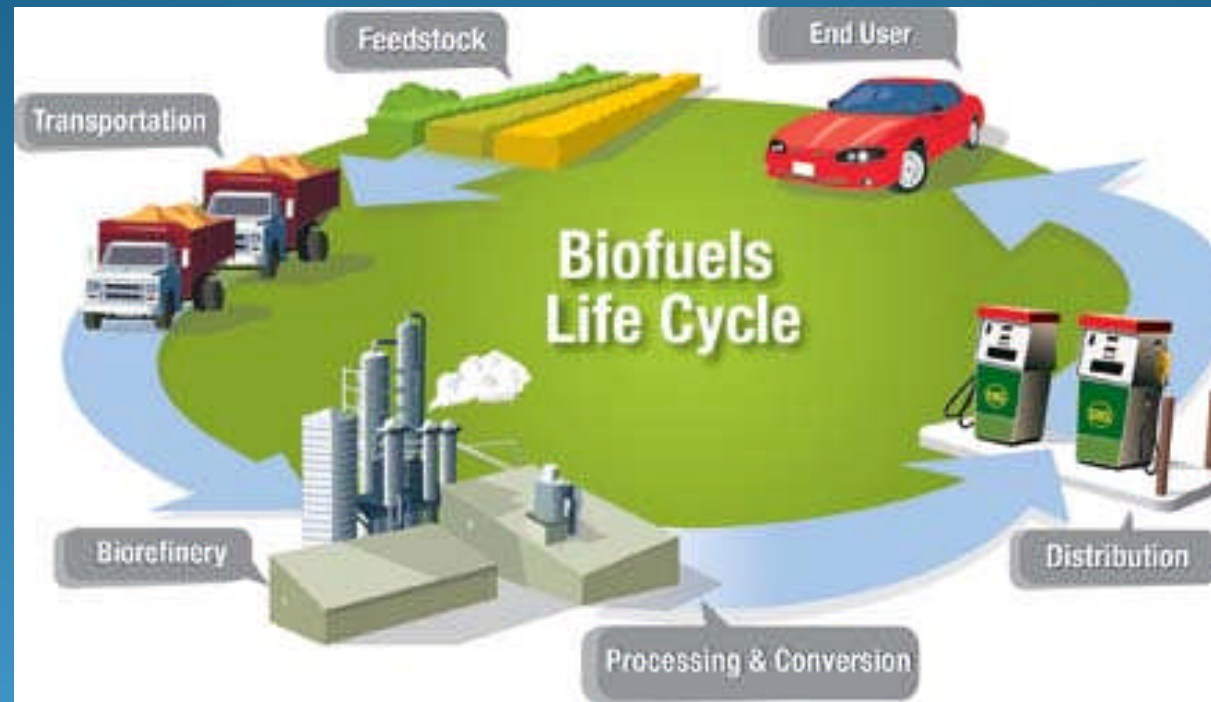 Feedstock
End User
Transportation
Biofuels
Life Cycle
Biorefinery
Distribution
Processing & Conversion